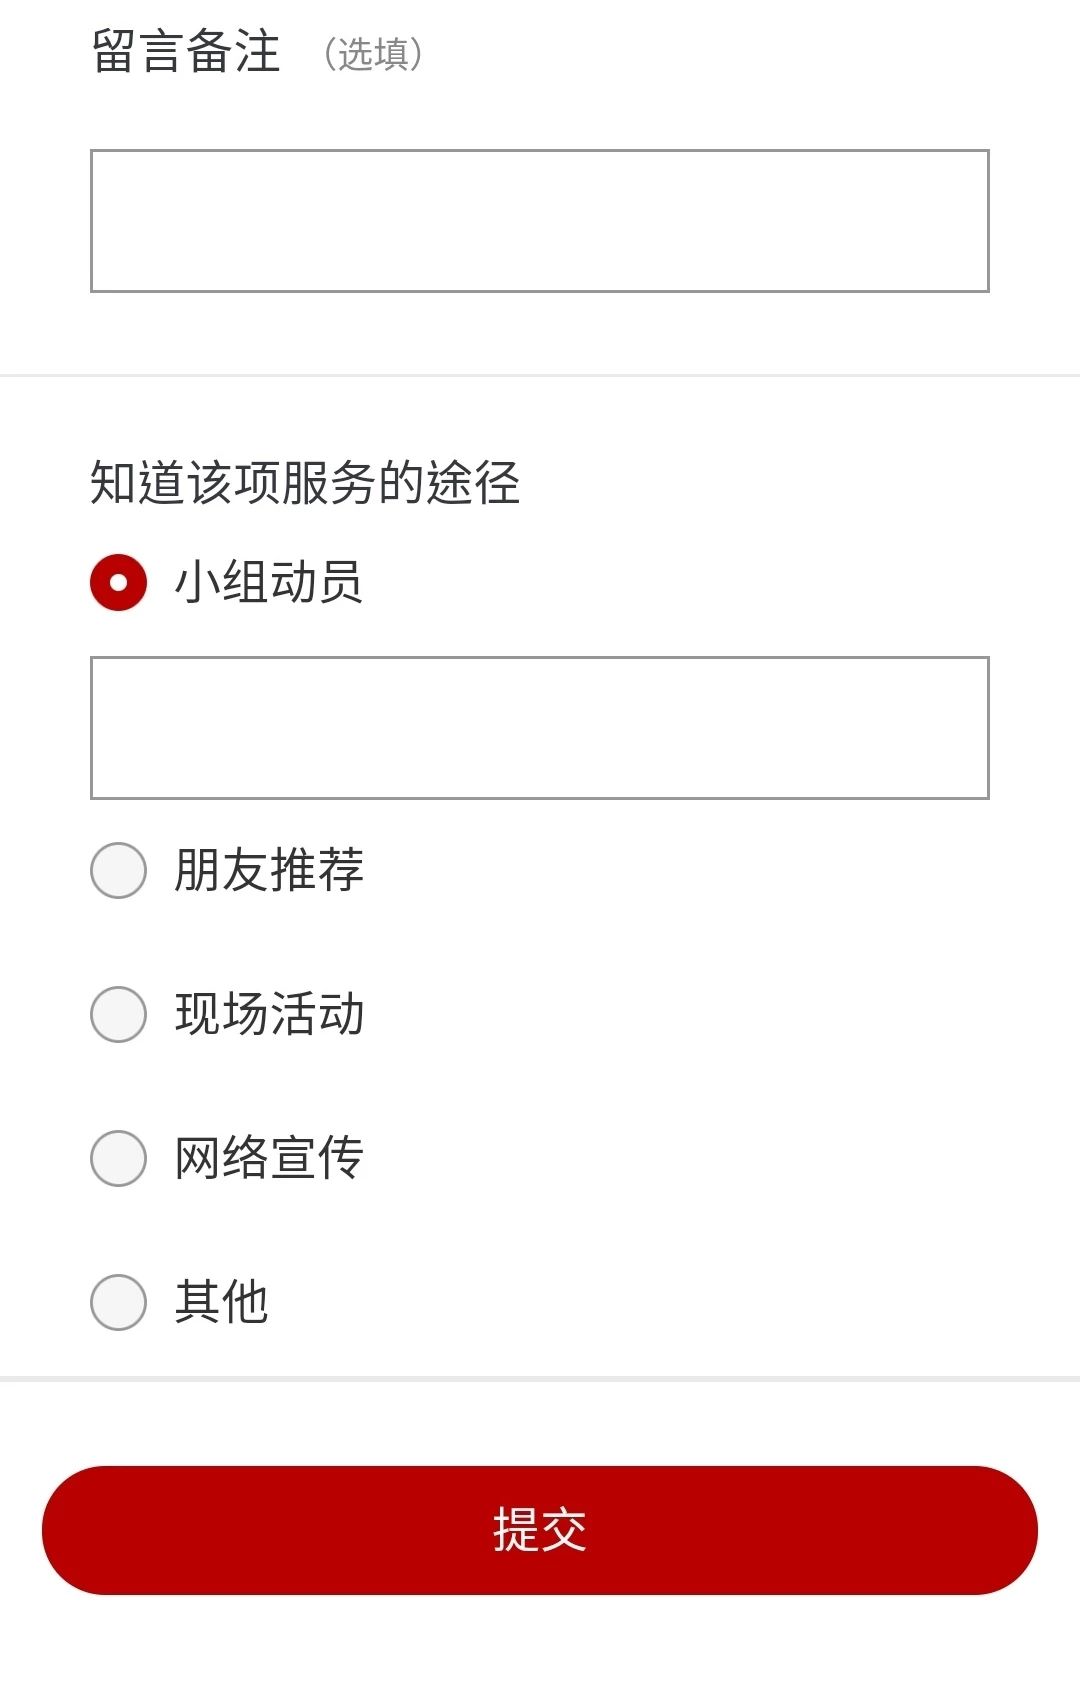 留言备注 （选填）
知道该项服务的途径
小组动员
朋友推荐
现场活动
网络宣传
其他
提交